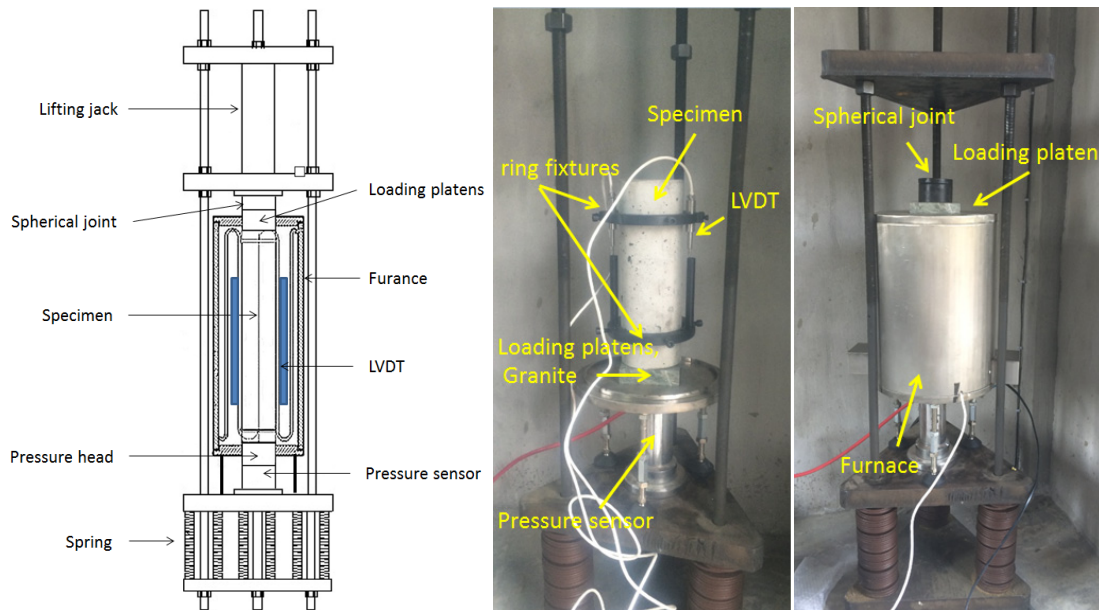 Lifting jack
Spherical joint
Specimen
Pressure head
Spring
Loading platens
Furance
LVDT
Pressure sensor
Specimen
ring fixtures
LVDT
Loading platens,
Granite
Pressure sensor
Spherical joint
Loading platen
Furnace